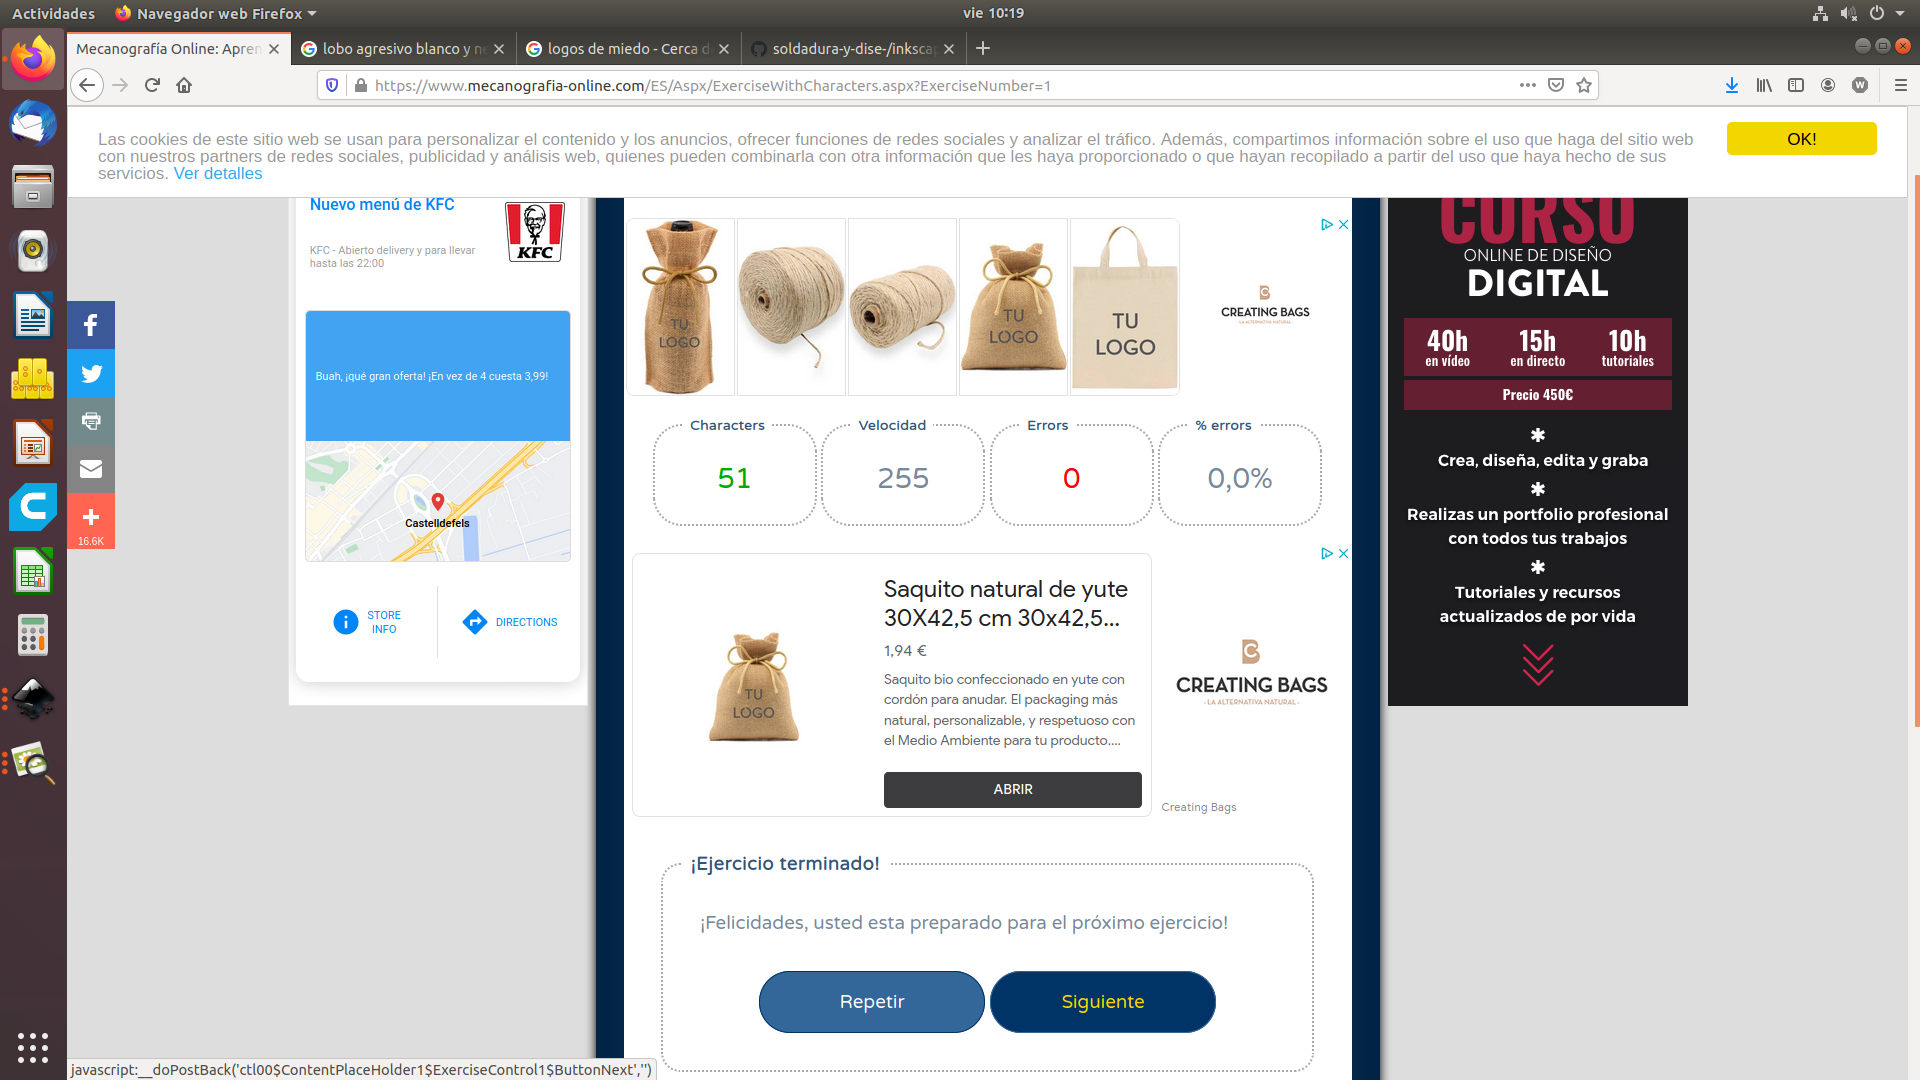 Actividades
Navegador web Firefox
vie 10:19
Mecanografía Online: Apren
lobo agresivo blanco y ne
logos de miedo - Cerca d
soldadura-y-dise-/inkscap
https://www.mecanografia-online.com/ES/Aspx/ExerciseWithCharacters.aspx?ExerciseNumber=1
Las cookies de este sitio web se usan para personalizar el contenido y los anuncios, ofrecer funciones de redes sociales y analizar el tráfico. Además, compartimos información sobre el uso que haga del sitio web
con nuestros partners de redes sociales, publicidad y análisis web, quienes pueden combinarla con otra información que les haya proporcionado o que hayan recopilado a partir del uso que haya hecho de sus
servicios. Ver detalles
OK!
Nuevo menú de KFC
KFC - Abierto delivery y para llevar
hasta las 22:00
KFC
Buah, ¡qué gran oferta! ¡En vez de 4 cuesta 3,99!
Castelldefels
STORE
INFO
DIRECTIONS
16.6K
TU
LOGO
TU
LOGO
TU
LOGO
CREATING BAGS
- LA ALTERNATIVA NATURAL -
Characters
51
Velocidad
255
Errors
0
% errors
0,0%
TU
LOGO
Saquito natural de yute
30X42,5 cm 30x42,5...
1,94 €
Saquito bio confeccionado en yute con
cordón para anudar. El packaging más
natural, personalizable, y respetuoso con
el Medio Ambiente para tu producto....
ABRIR
CREATING BAGS
- LA ALTERNATIVA NATURAL -
Creating Bags
¡Ejercicio terminado!
¡Felicidades, usted esta preparado para el próximo ejercicio!
Repetir
Siguiente
CURSO
ONLINE DE DISEÑO
DIGITAL
40h
en vídeo
15h
en directo
10h
tutoriales
Precio 450€
Crea, diseña, edita y graba
Realizas un portfolio profesional
con todos tus trabajos
Tutoriales y recursos
actualizados de por vida
javascript:__doPostBack('ctl00$ContentPlaceHolder1$ExerciseControl1$ButtonNext','')